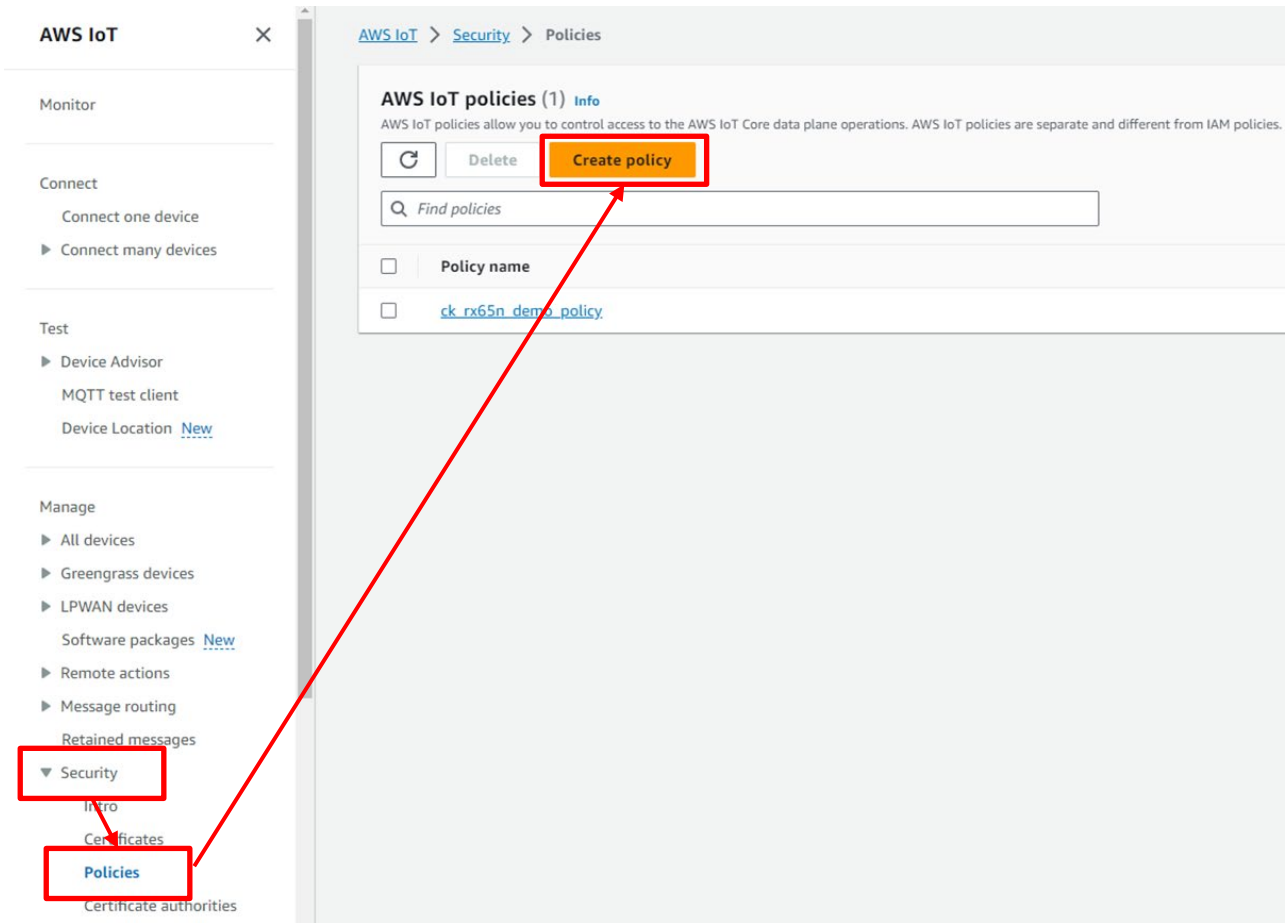 AWS IoT
Monitor
Connect
Connect one device
Connect many devices
Test
Device Advisor
MQTT test client
Device Location New
Manage
All devices
Greengrass devices
LPWAN devices
Software packages New
Remote actions
Message routing
Retained messages
Security
Intro
Certificates
Policies
Certificate authorities
AWS IoT > Security > Policies
AWS IoT policies (1) Info
AWS IoT policies allow you to control access to the AWS IoT Core data plane operations. AWS IoT policies are separate and different from IAM policies.
Delete Create policy
Find policies
Policy name
ck_rx65n_demo_policy